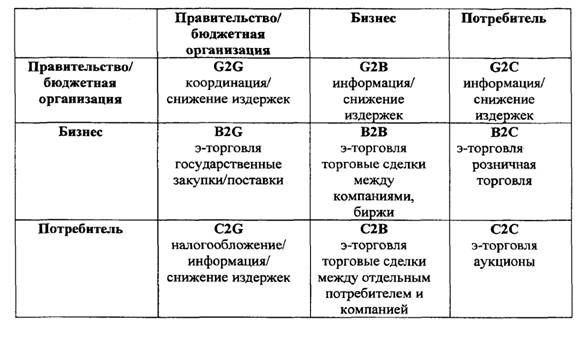 Правительство/
бюджетная
организация
Бизнес
Потребитель
Правительство/
бюджетная
организация
G2G
координация/
снижение издержек
G2B
информация/
снижение
издержек
G2C
информация/
снижение
издержек
Бизнес
B2G
э-торговля
государственные
закупки/поставки
B2B
э-торговля
торговые сделки
между
компаниями,
биржи
B2C
э-торговля
розничная
торговля
Потребитель
C2G
налогообложение/
информация/
снижение издержек
C2B
э-торговля
торговые сделки
между отдельным
потребителем и
компанией
C2C
э-торговля
аукционы